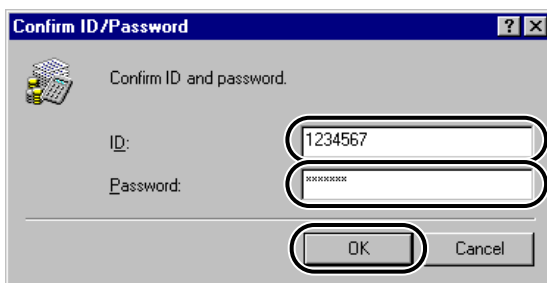 Confirm ID/Password
Confirm ID and password.
ID: 1234567
Password: *******
OK Cancel